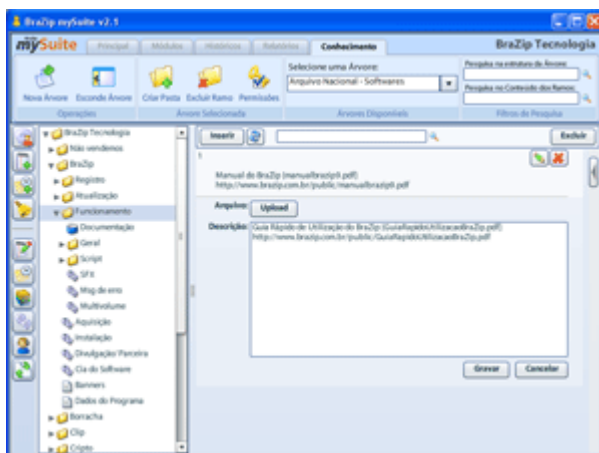 BraZip mySuite v2.1
mySuite
Principal
Módulos
Históricos
Relatórios
Conhecimento
BraZip Tecnologia
Nova Árvore
Esconde Árvore
Operações
Criar Pasta
Excluir Ramo
Permissões
Árvore Selecionada
Selecione uma Árvore:
Arquivo Nacional - Softwares
Árvores Disponíveis
Pesquisa na estrutura da Árvore:
Pesquisa no Conteúdo dos Ramos:
Filtros de Pesquisa
BraZip Tecnologia
Não vendemos
BraZip
Registro
Atualização
Funcionamento
Documentação
Geral
Script
SFX
Msg de erro
Multivolume
Aquisição
Instalação
Divulgação/Parceira
Cia do Software
Banners
Dados do Programa
Borracha
Clip
Cripto
Inserir
Excluir
1
Manual do BraZip (manualbrazip9.pdf)
http://www.brazip.com.br/public/manualbrazip9.pdf
Arquivo:
Upload
Descrição:
Guia Rápido de Utilização do BraZip (GuiaRapidoUtilizacaoBraZip.pdf)
http://www.brazip.com.br/public/GuiaRapidoUtilizacaoBraZip.pdf
Gravar
Cancelar